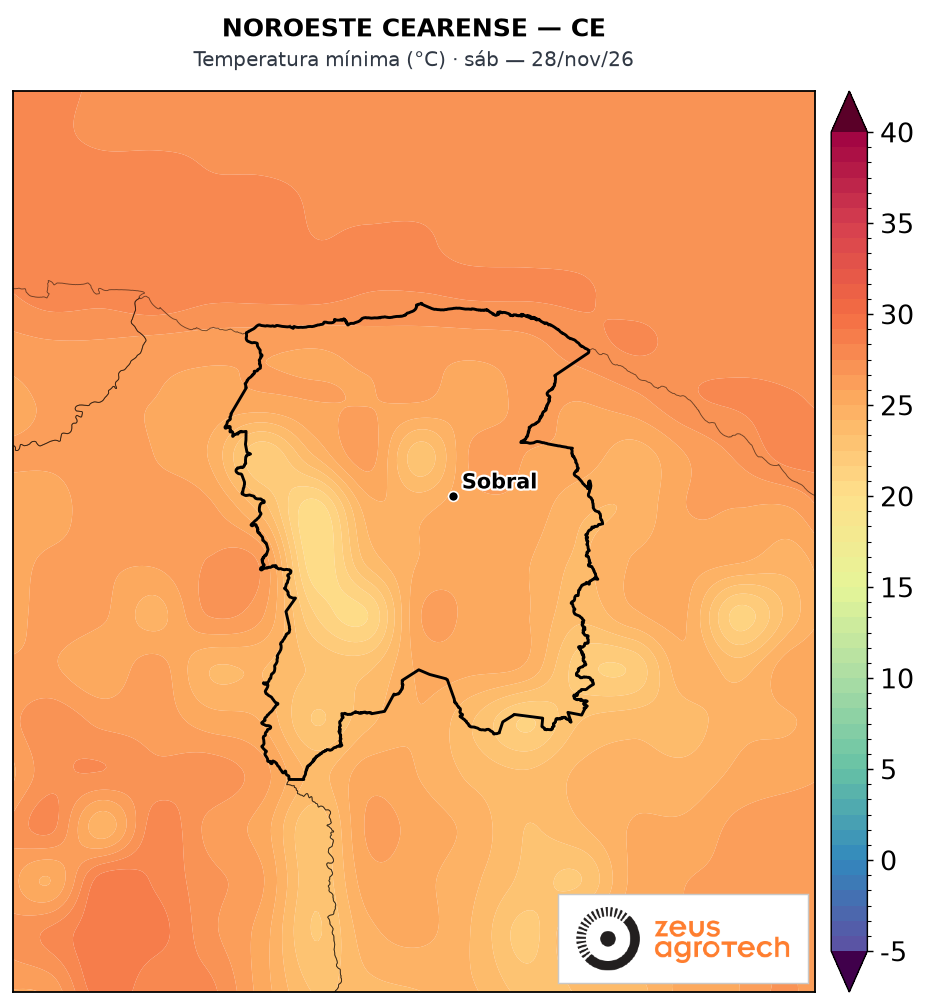 NOROESTE CEARENSE — CE
Temperatura mínima (°C) · sáb — 28/nov/26
40
35
30
25
20
15
10
5
0
-5
Sobral
zeus
agrotech